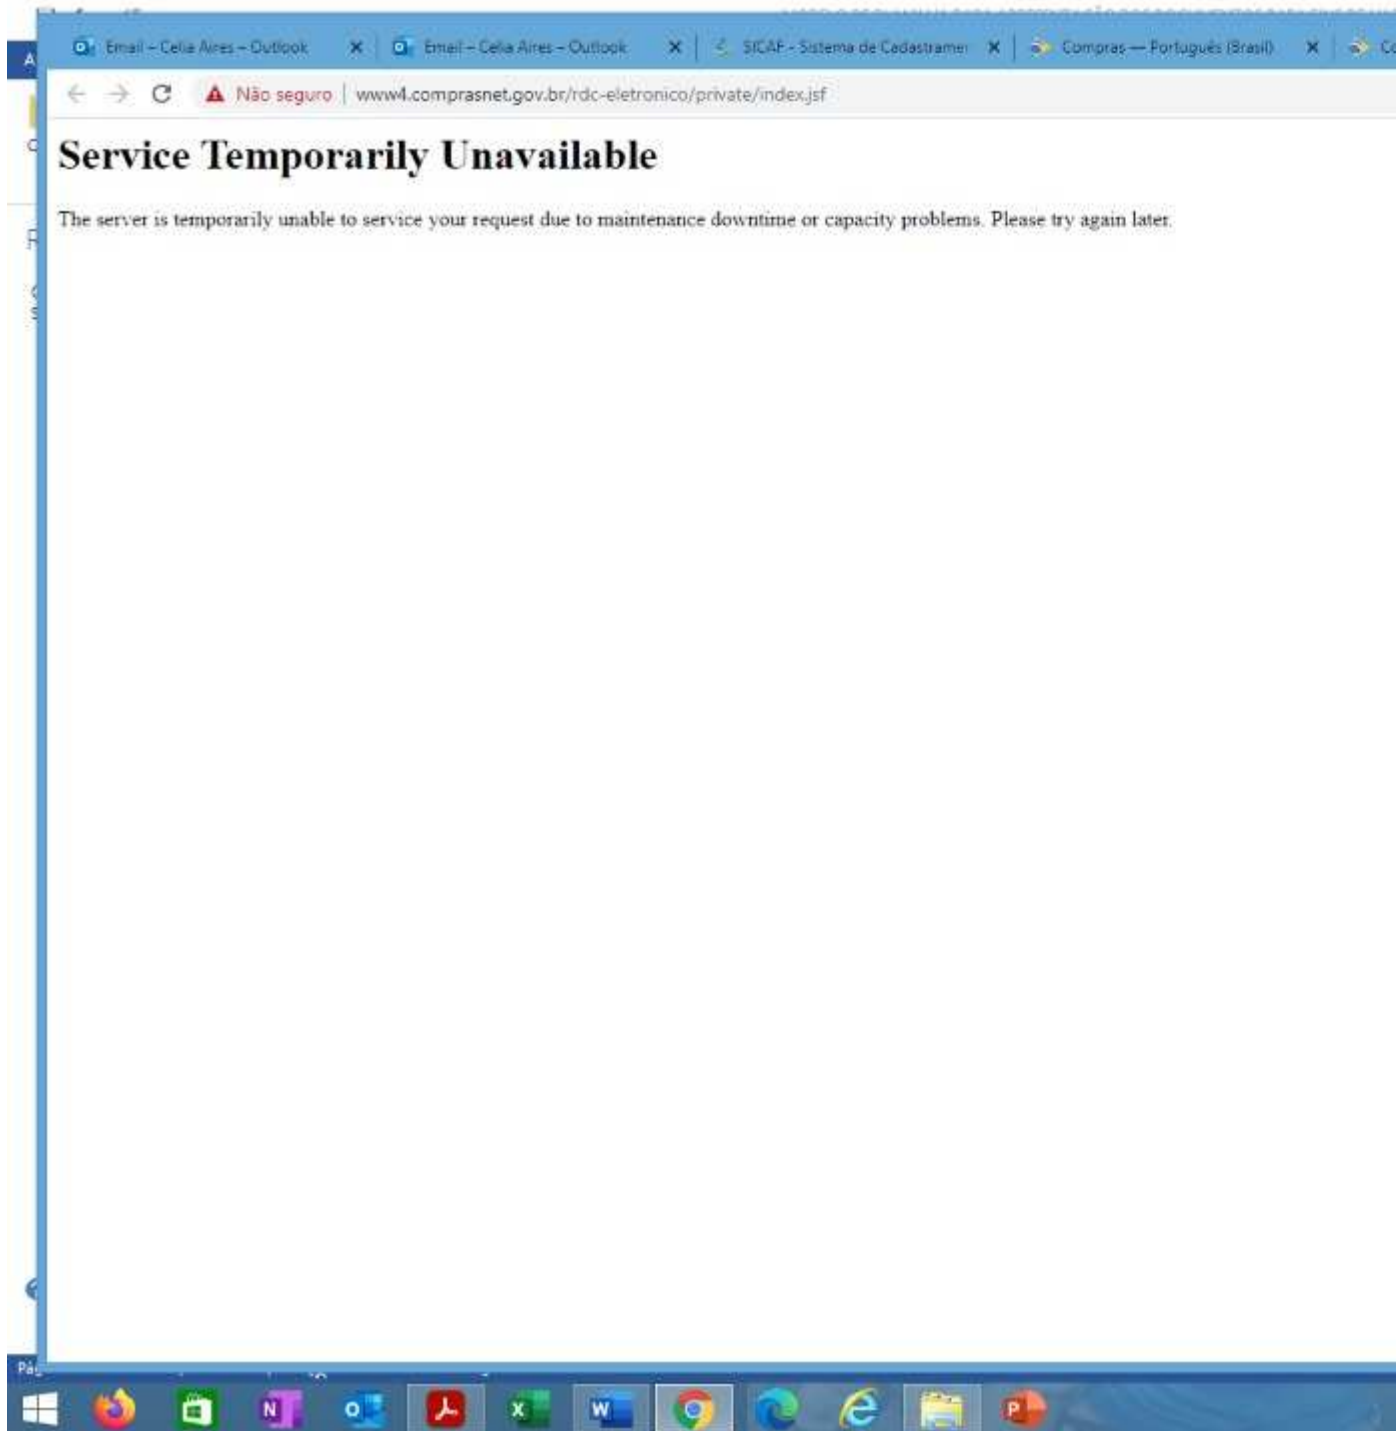 Email – Celia Aires – Outlook
Email – Celia Aires – Outlook
SICAF - Sistema de Cadastramen
Compras — Português (Brasil)
Não seguro | www4.comprasnet.gov.br/rdc-eletronico/private/index.jsf
Service Temporarily Unavailable
The server is temporarily unable to service your request due to maintenance downtime or capacity problems. Please try again later.